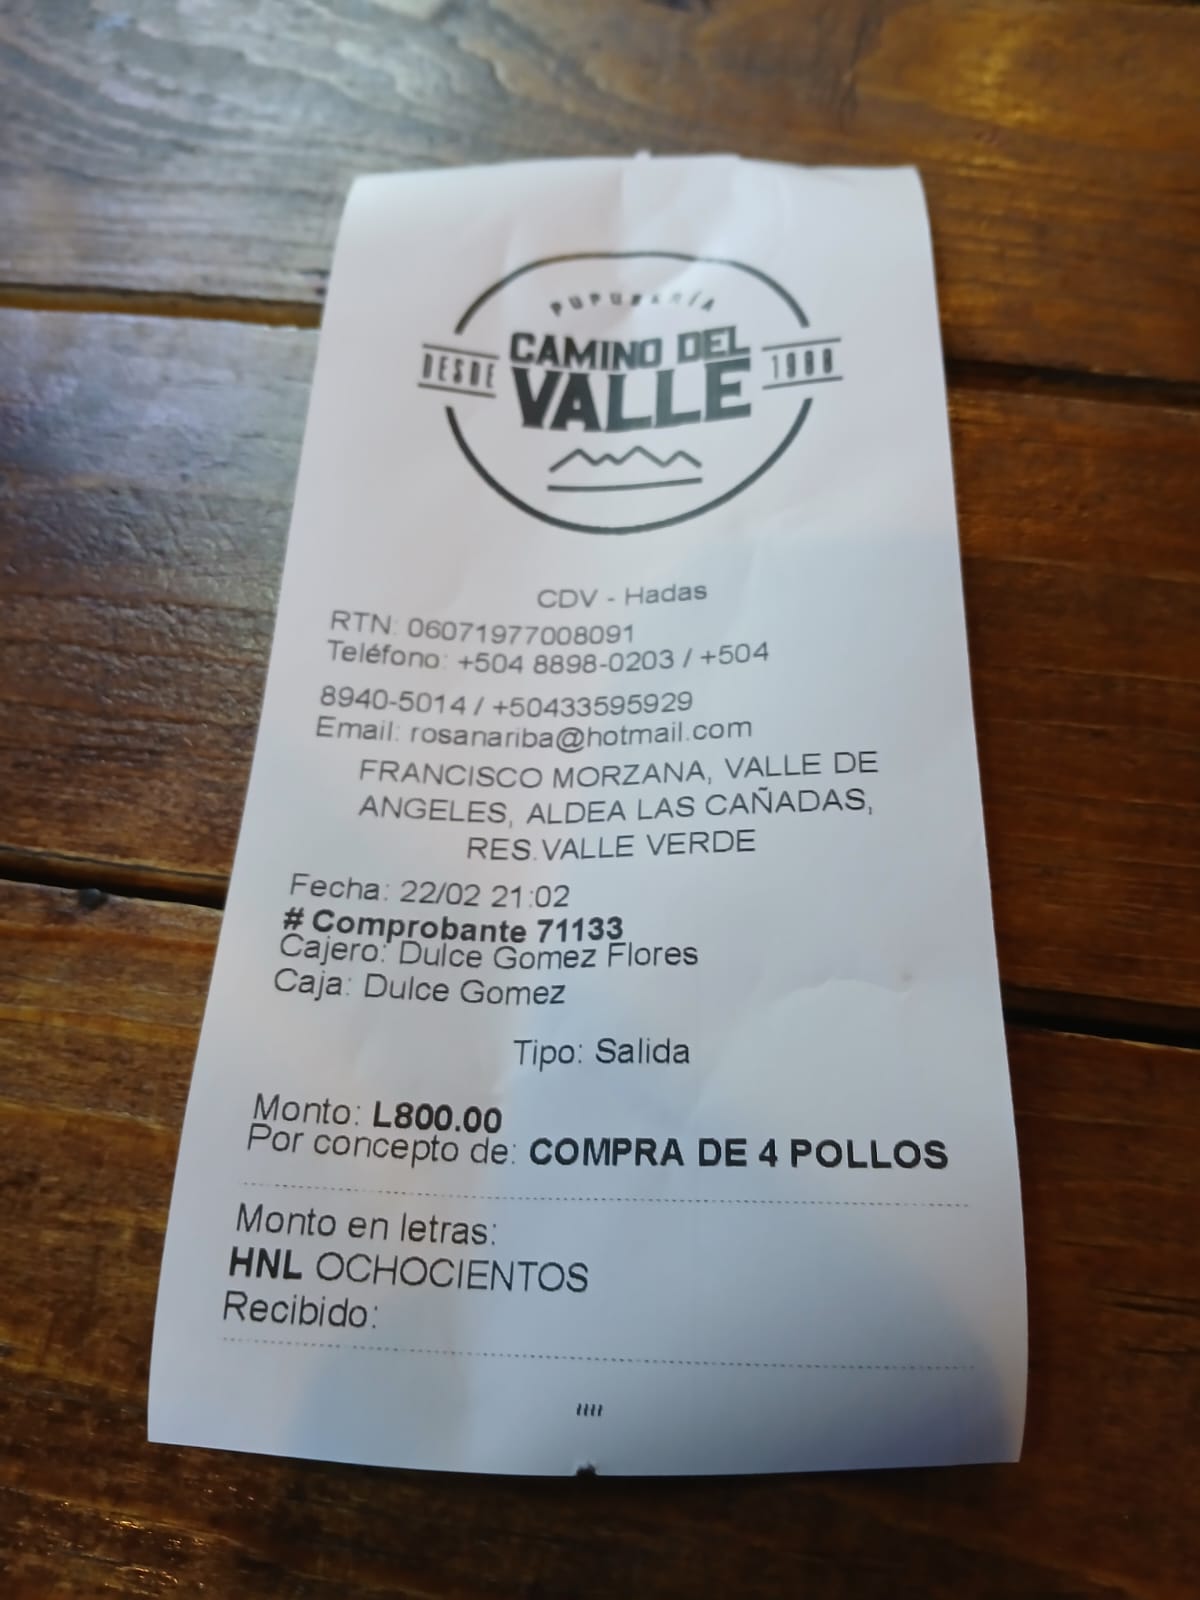 PUPUSERÍA
DESDE CAMINO DEL VALLE 1988
CDV - Hadas
RTN: 06071977008091
Teléfono: +504 8898-0203 / +504
8940-5014 / +50433595929
Email: rosanariba@hotmail.com
FRANCISCO MORZANA, VALLE DE
ANGELES, ALDEA LAS CAÑADAS,
RES.VALLE VERDE
Fecha: 22/02 21:02
# Comprobante 71133
Cajero: Dulce Gomez Flores
Caja: Dulce Gomez
Tipo: Salida
Monto: L800.00
Por concepto de: COMPRA DE 4 POLLOS
Monto en letras:
HNL OCHOCIENTOS
Recibido: